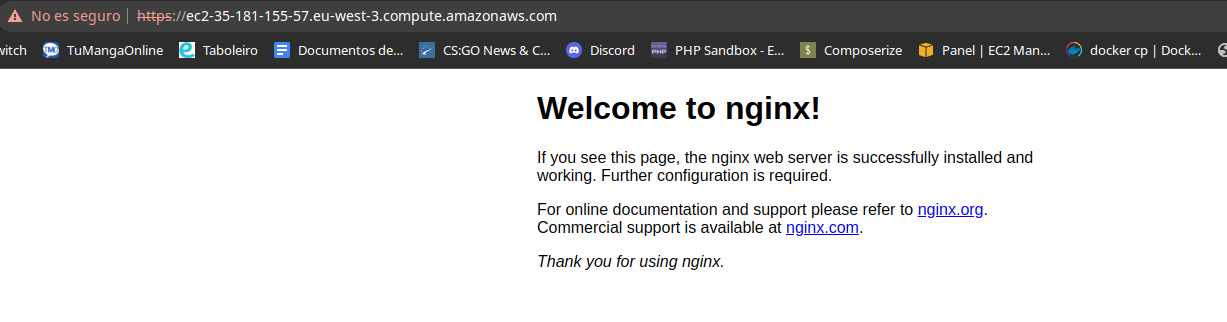 No es seguro https://ec2-35-181-155-57.eu-west-3.compute.amazonaws.com
witch TuMangaOnline Taboleiro Documentos de... CS:GO News & C... Discord PHP Sandbox - E... Composerize Panel | EC2 Man... docker cp | Dock...
Welcome to nginx!
If you see this page, the nginx web server is successfully installed and
working. Further configuration is required.
For online documentation and support please refer to nginx.org.
Commercial support is available at nginx.com.
Thank you for using nginx.